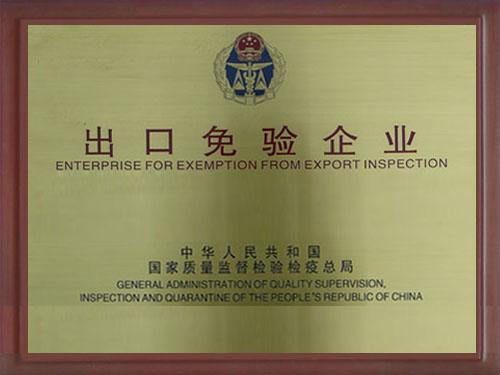 出口免验企业
ENTERPRISE FOR EXEMPTION FROM EXPORT INSPECTION
中华人民共和国
国家质量监督检验检疫总局
GENERAL ADMINISTRATION OF QUALITY SUPERVISION,
INSPECTION AND QUARANTINE OF THE PEOPLE"S REPUBLIC OF CHINA